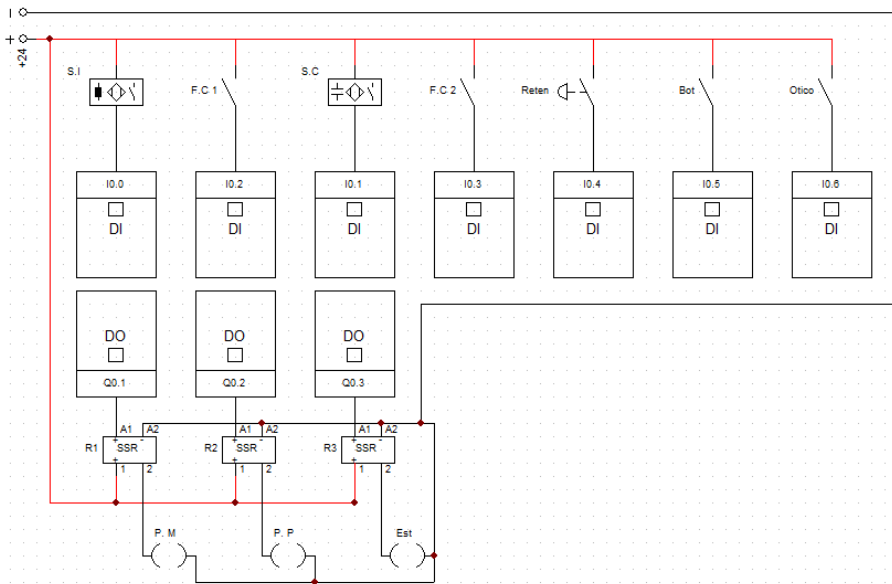 +24
S.I
F.C 1
S.C
F.C 2
Reten
Bot
Otico
I0.0
I0.2
I0.1
I0.3
I0.4
I0.5
I0.6
DI
DI
DI
DI
DI
DI
DI
DO
DO
DO
Q0.1
Q0.2
Q0.3
A1 A2
A1 A2
A1 A2
R1 + SSR -
R2 + SSR -
R3 + SSR -
+ 1 2
+ 1 2
+ 1 2
P. M
P. P
Est